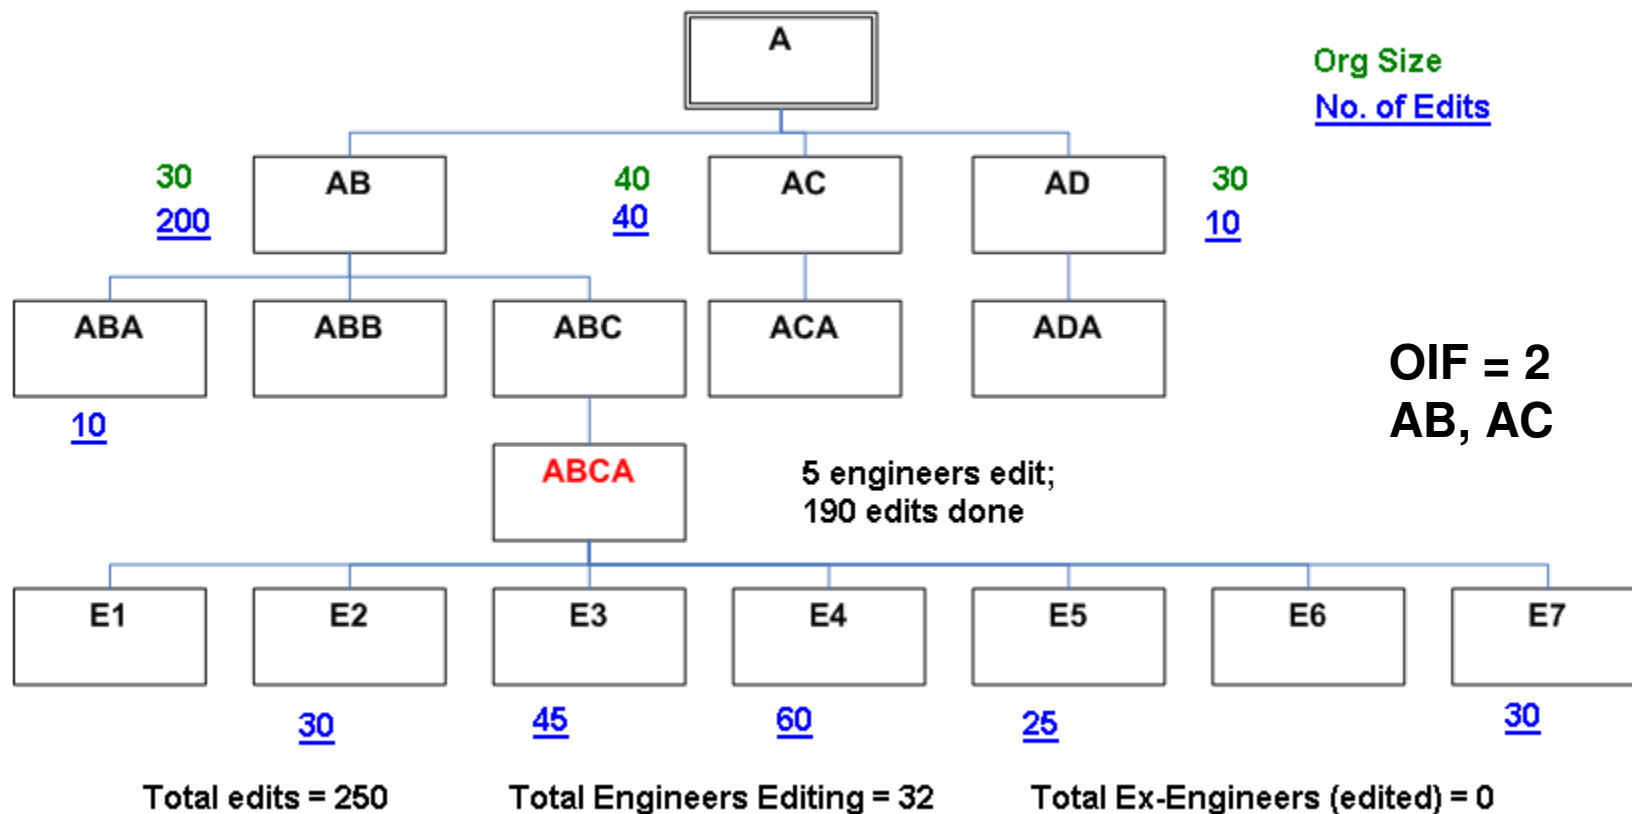 A
Org Size
No. of Edits
30
200
AB
40
40
AC
AD
30
10
ABA
ABB
ABC
ACA
ADA
10
OIF = 2
AB, AC
ABCA
5 engineers edit;
190 edits done
E1
E2
E3
E4
E5
E6
E7
30
45
60
25
30
Total edits = 250
Total Engineers Editing = 32
Total Ex-Engineers (edited) = 0